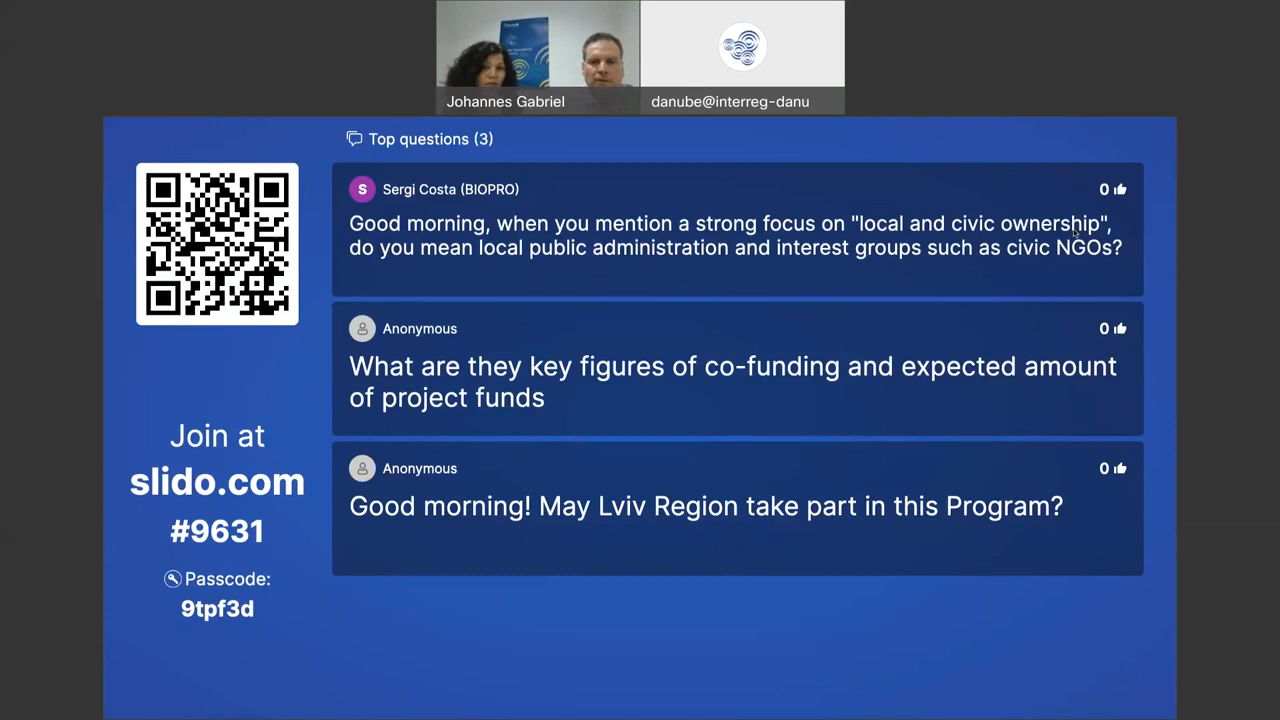 Johannes Gabriel
danube@interreg-danu
Top questions (3)
S
Sergi Costa (BIOPRO)
0
Good morning, when you mention a strong focus on "local and civic ownership",
do you mean local public administration and interest groups such as civic NGOs?
Anonymous
0
What are they key figures of co-funding and expected amount
of project funds
Anonymous
0
Good morning! May Lviv Region take part in this Program?
Join at
slido.com
#9631
Passcode:
9tpf3d